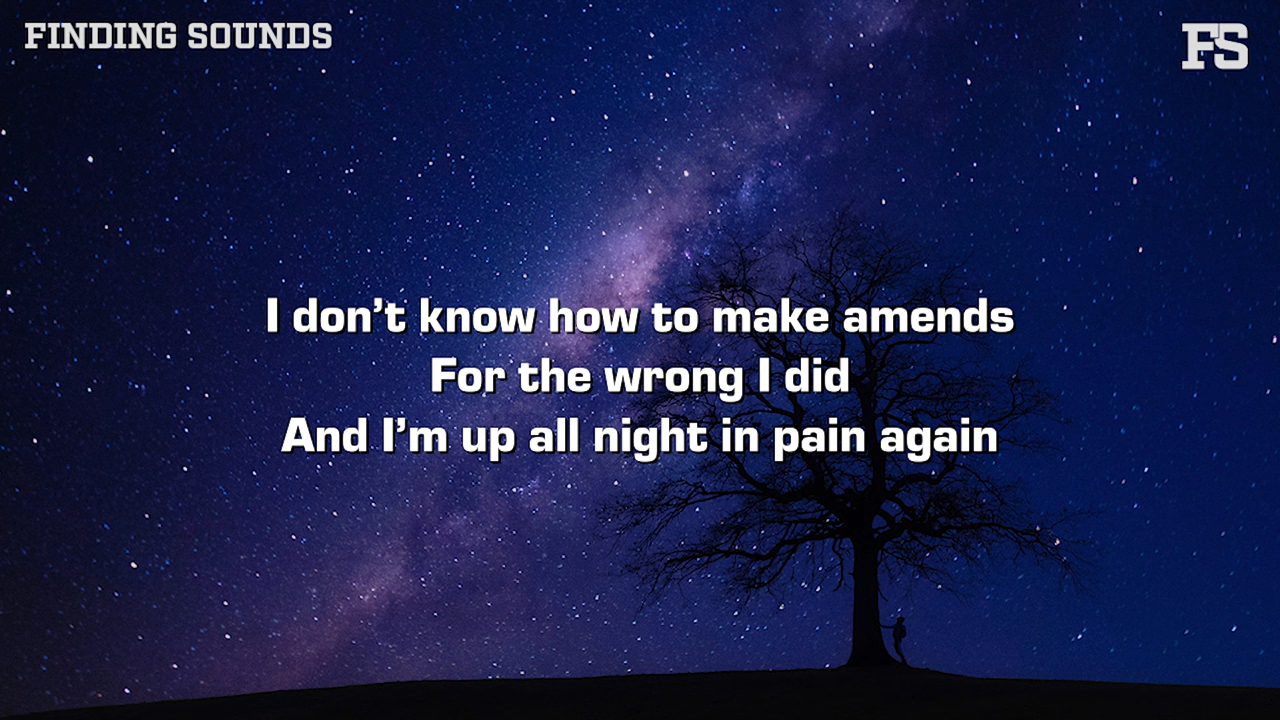 FINDING SOUNDS
FS
I don’t know how to make amends
For the wrong I did
And I’m up all night in pain again